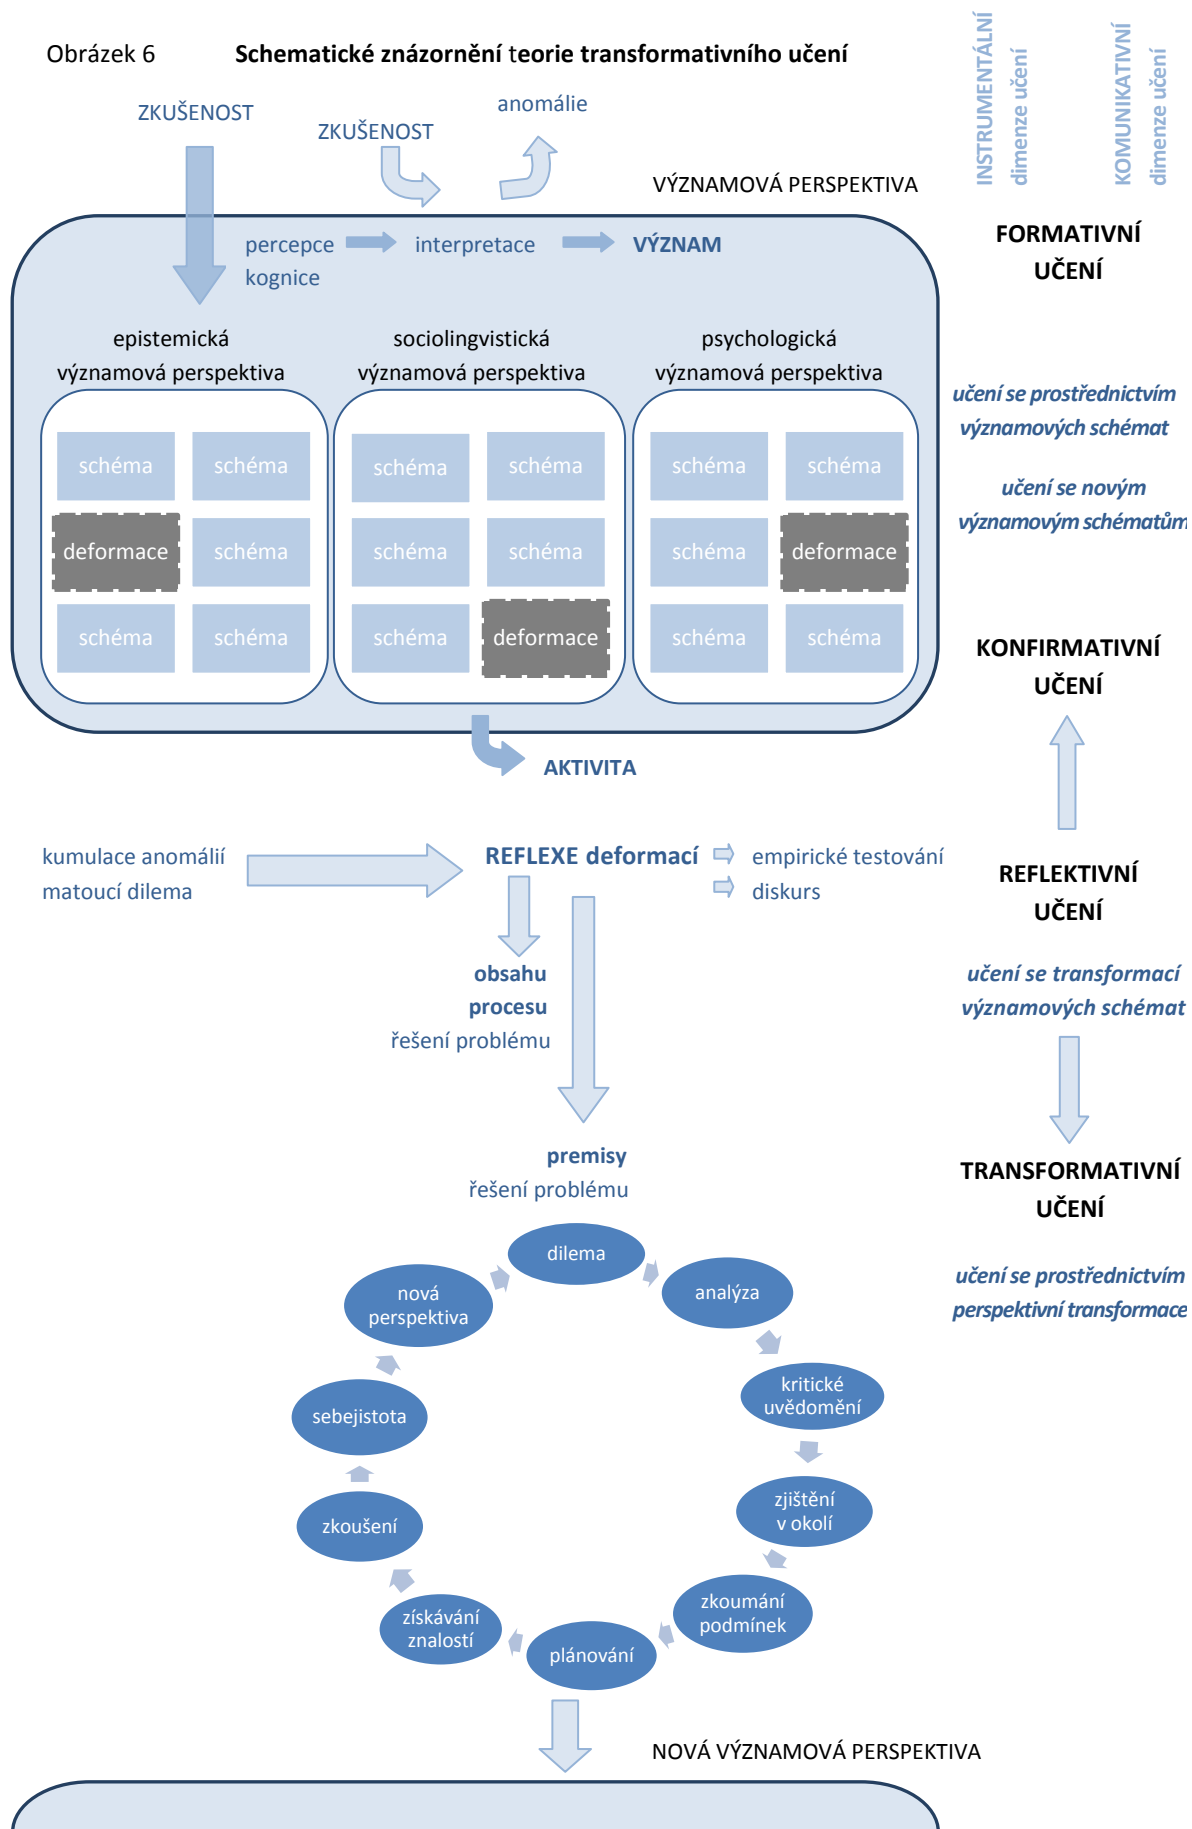 Obrázek 6 Schematické znázornění teorie transformativního učení
INSTRUMENTÁLNÍ
dimenze učení
KOMUNIKATIVNÍ
dimenze učení
ZKUŠENOST
ZKUŠENOST
anomálie
VÝZNAMOVÁ PERSPEKTIVA
percepce
kognice
interpretace
VÝZNAM
FORMATIVNÍ
UČENÍ
epistemická
významová perspektiva
sociolingvistická
významová perspektiva
psychologická
významová perspektiva
schéma schéma
deformace schéma
schéma schéma
schéma schéma
schéma schéma
schéma deformace
schéma schéma
schéma deformace
schéma schéma
učení se prostřednictvím
významových schémat
učení se novým
významovým schématům
KONFIRMATIVNÍ
UČENÍ
AKTIVITA
kumulace anomálií
matoucí dilema
REFLEXE deformací
empirické testování
diskurs
REFLEKTIVNÍ
UČENÍ
obsahu
procesu
řešení problému
učení se transformací
významových schémat
premisy
řešení problému
TRANSFORMATIVNÍ
UČENÍ
učení se prostřednictvím
perspektivní transformace
dilema
analýza
kritické
uvědomění
zjištění
v okolí
zkoumání
podmínek
plánování
získávání
znalostí
zkoušení
sebejistota
nová
perspektiva
NOVÁ VÝZNAMOVÁ PERSPEKTIVA